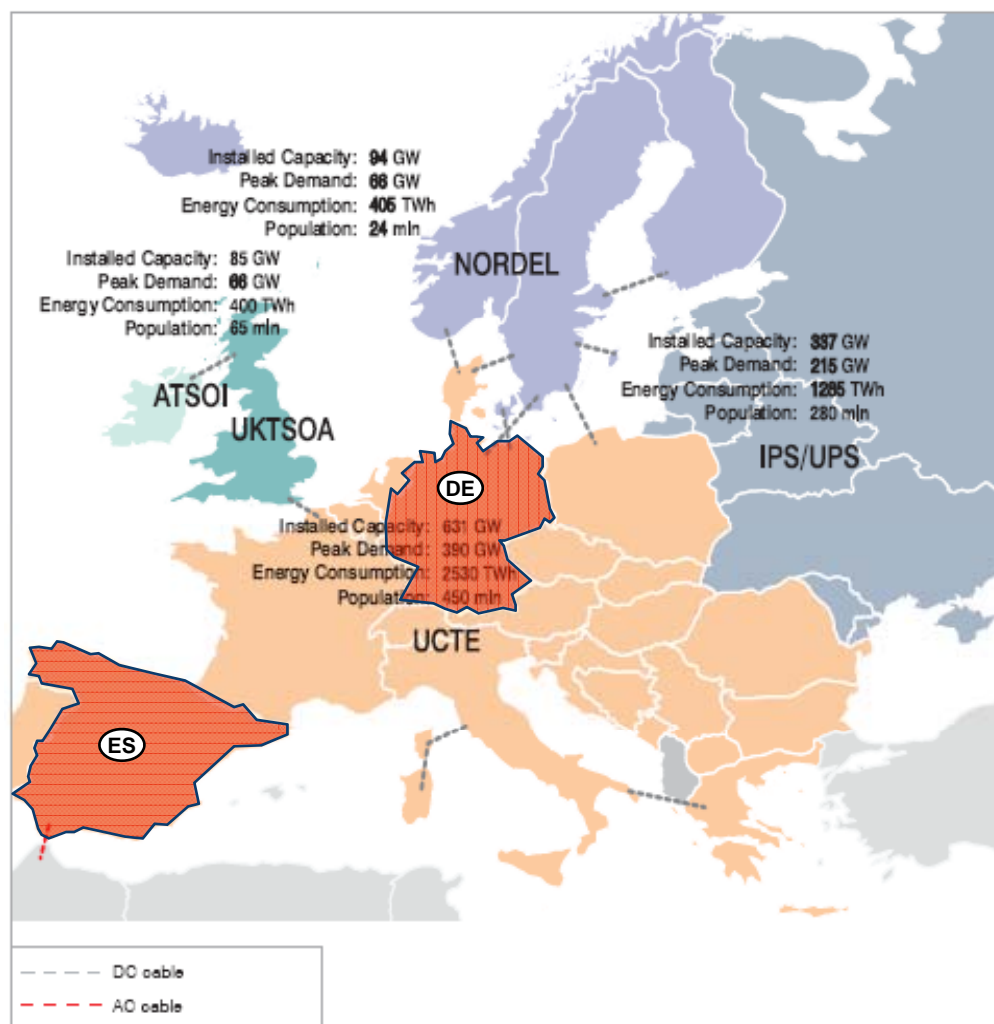 Installed Capacity: 94 GW
Peak Demand: 66 GW
Energy Consumption: 405 TWh
Population: 24 mln
Installed Capacity: 85 GW
Peak Demand: 66 GW
Energy Consumption: 400 TWh
Population: 65 mln
NORDEL
Installed Capacity: 337 GW
Peak Demand: 215 GW
Energy Consumption: 1285 TWh
Population: 280 mln
ATSOI
UKTSOA
IPS/UPS
DE
Installed Capacity: 631 GW
Peak Demand: 390 GW
Energy Consumption: 2530 TWh
Population: 450 mln
UCTE
ES
DC cable
AC cable